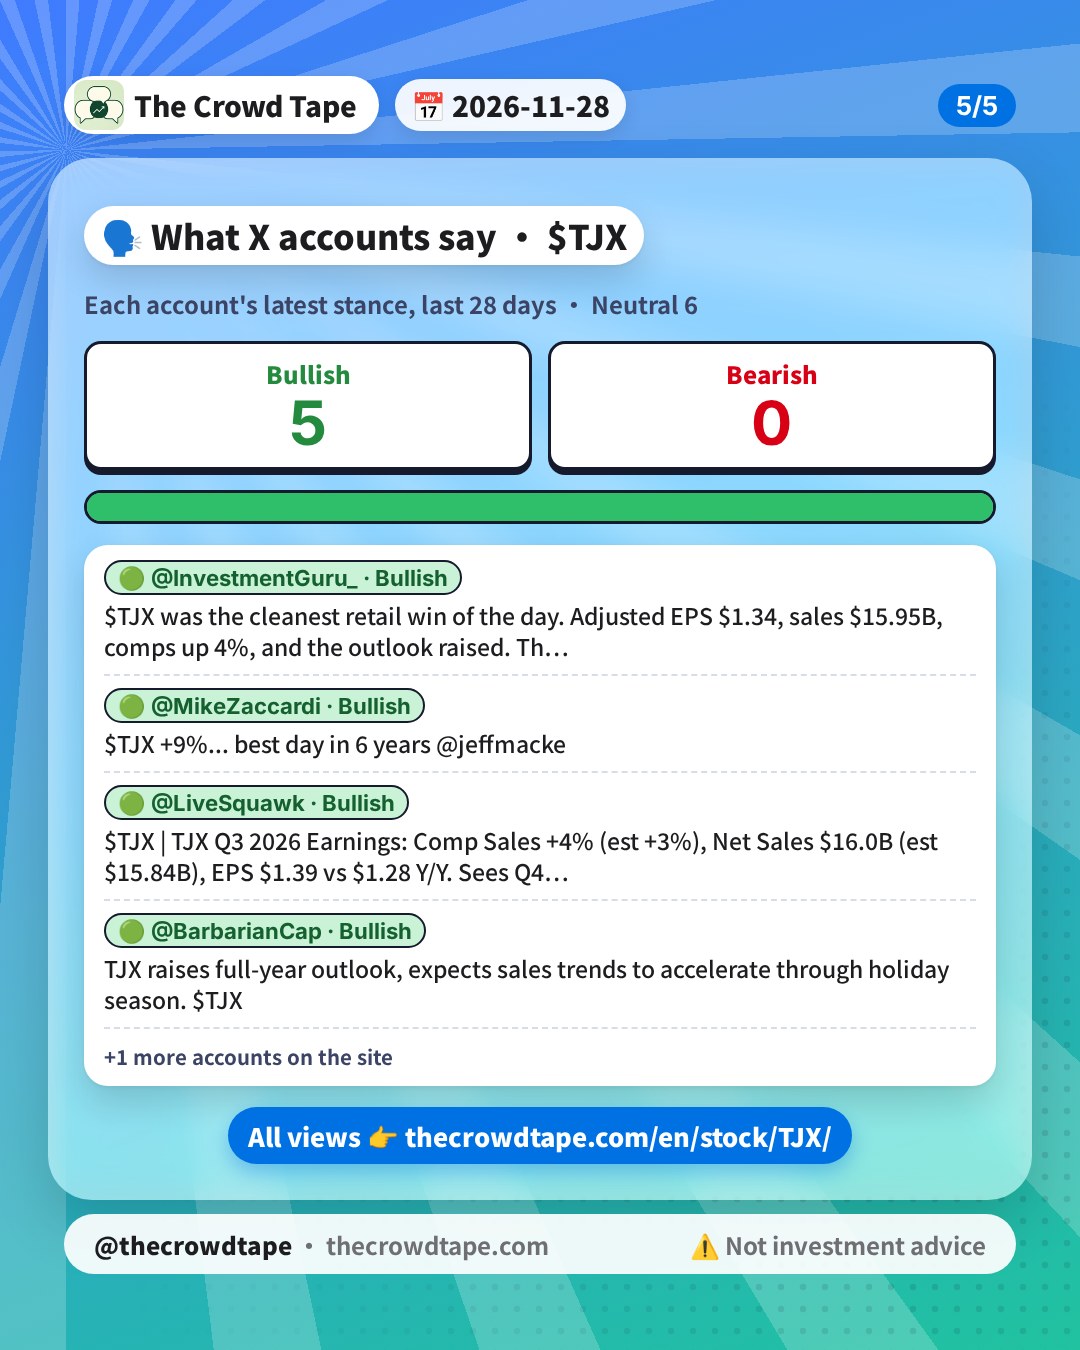 The Crowd Tape
📅 2026-11-28
5/5
🗣️ What X accounts say ・ $TJX
Each account's latest stance, last 28 days ・ Neutral 6
Bullish
5
Bearish
0
🟢 @InvestmentGuru_ · Bullish
$TJX was the cleanest retail win of the day. Adjusted EPS $1.34, sales $15.95B,
comps up 4%, and the outlook raised. Th…
🟢 @MikeZaccardi · Bullish
$TJX +9%... best day in 6 years @jeffmacke
🟢 @LiveSquawk · Bullish
$TJX | TJX Q3 2026 Earnings: Comp Sales +4% (est +3%), Net Sales $16.0B (est
$15.84B), EPS $1.39 vs $1.28 Y/Y. Sees Q4…
🟢 @BarbarianCap · Bullish
TJX raises full-year outlook, expects sales trends to accelerate through holiday
season. $TJX
+1 more accounts on the site
All views 👉 thecrowdtape.com/en/stock/TJX/
@thecrowdtape ・ thecrowdtape.com
⚠️ Not investment advice